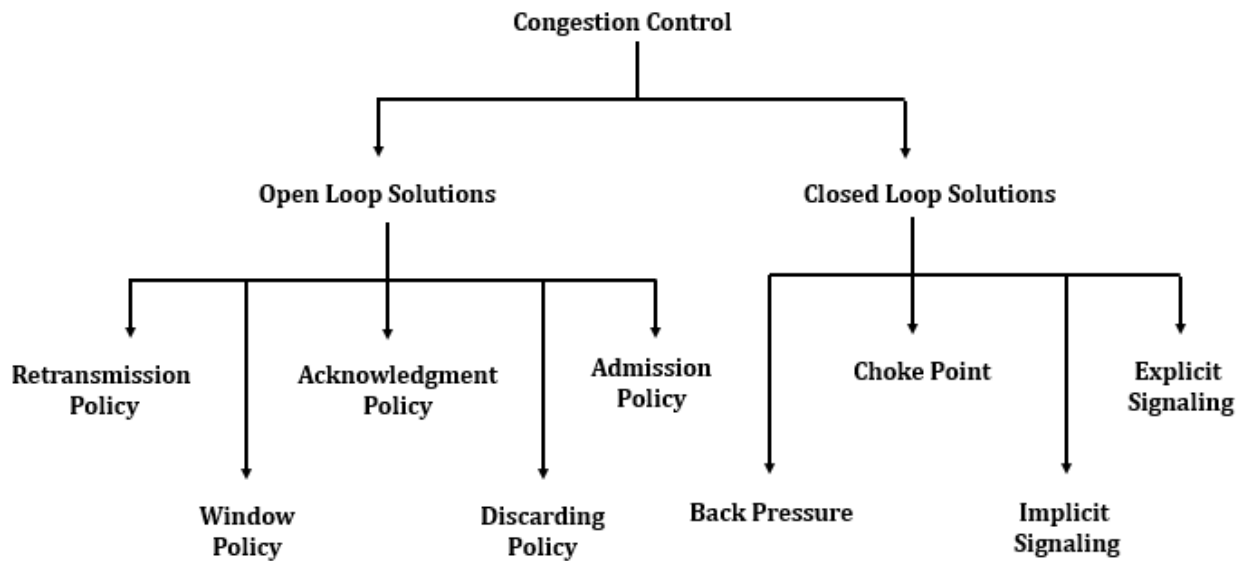 Congestion Control
Open Loop Solutions
Closed Loop Solutions
Retransmission
Policy
Acknowledgment
Policy
Admission
Policy
Choke Point
Explicit
Signaling
Window
Policy
Discarding
Policy
Back Pressure
Implicit
Signaling